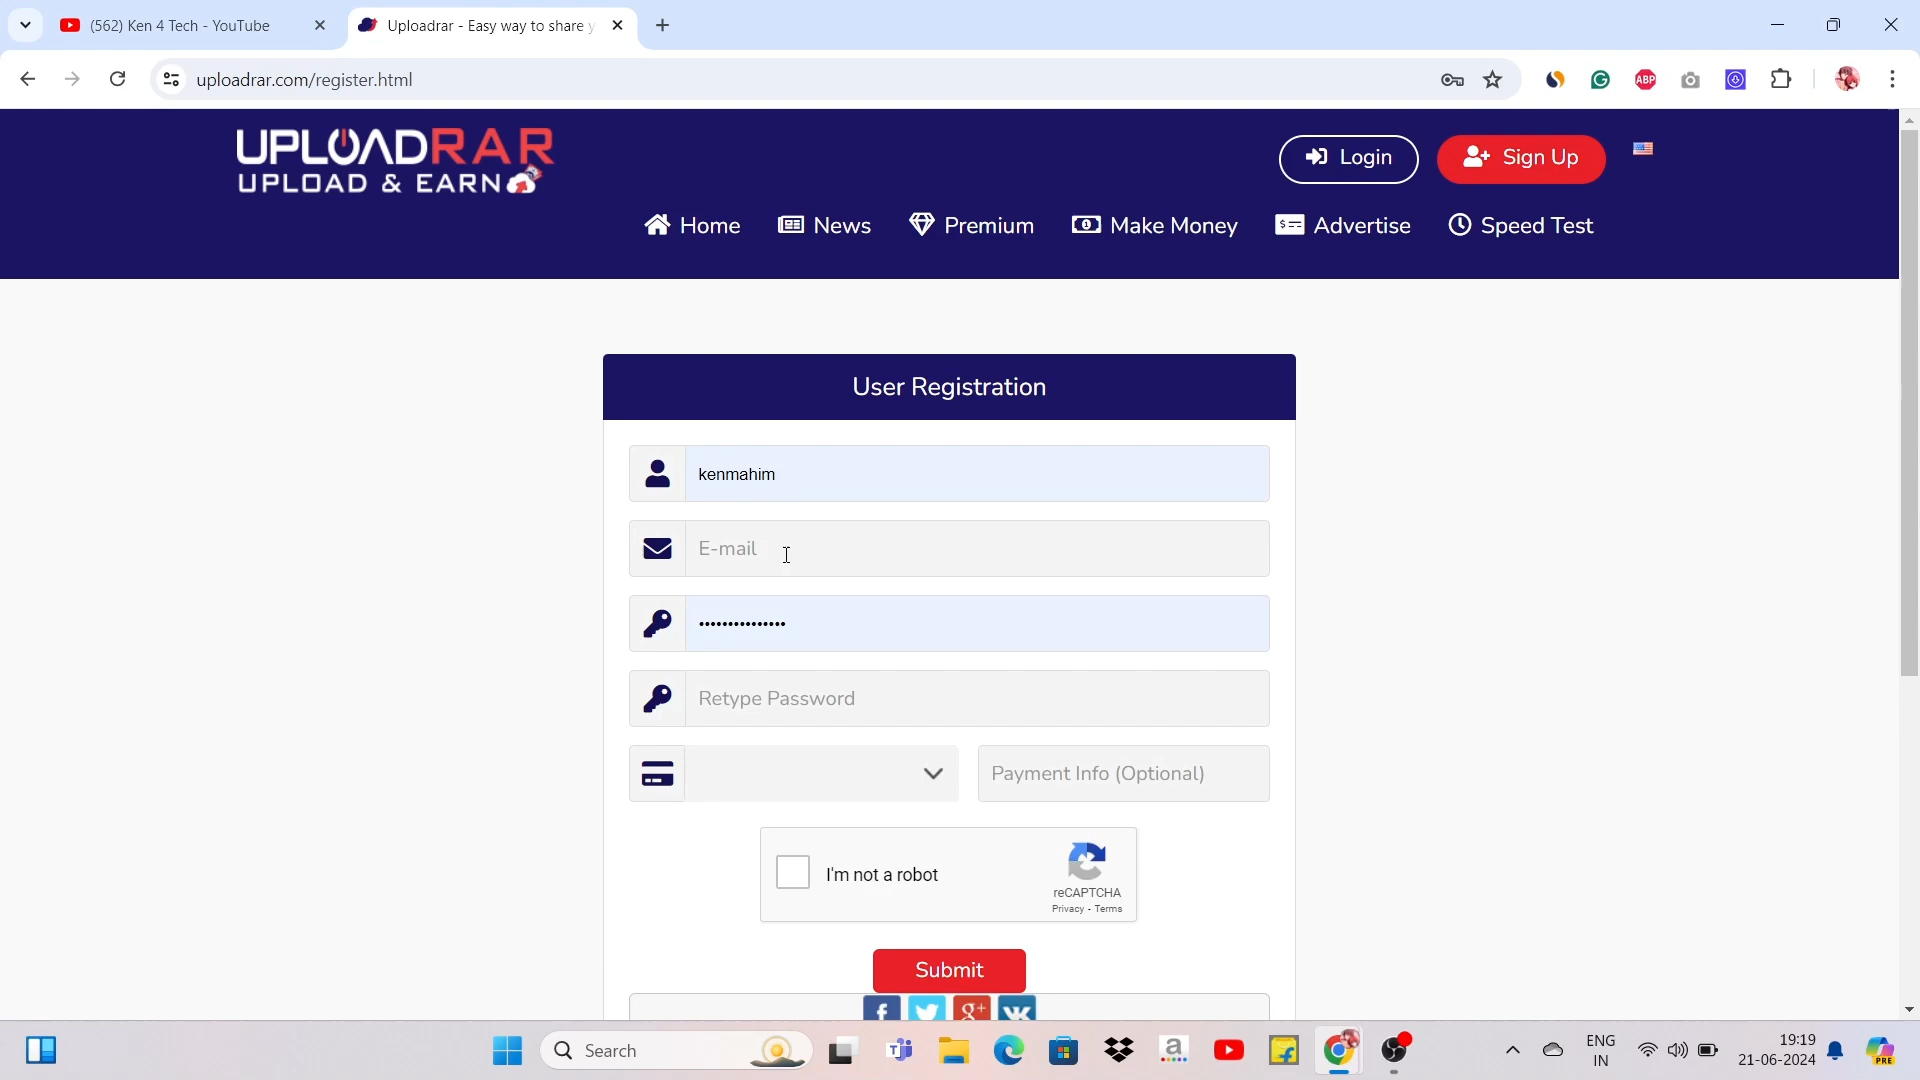 (562) Ken 4 Tech - YouTube
Uploadrar - Easy way to share y
uploadrar.com/register.html
ABP
UPLOADRAR
UPLOAD & EARN
Login
Sign Up
Home
News
Premium
Make Money
Advertise
Speed Test
User Registration
kenmahim
E-mail
•••••••••••••••
Retype Password
Payment Info (Optional)
I'm not a robot
reCAPTCHA
Privacy - Terms
Submit
Search
ENG
IN
19:19
21-06-2024
PRE